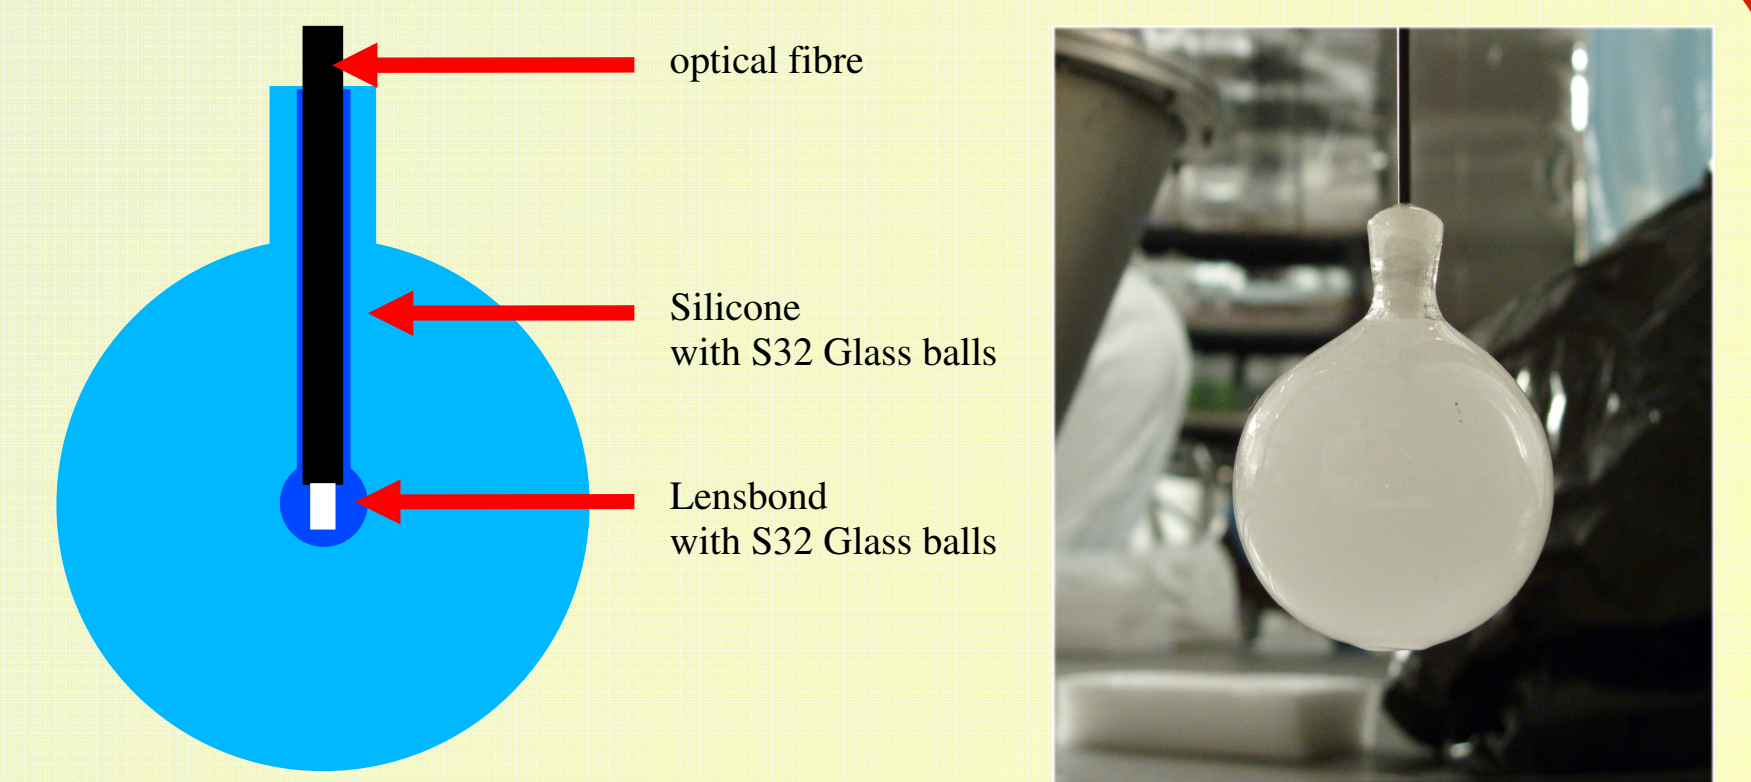 optical fibre
Silicone
with S32 Glass balls
Lensbond
with S32 Glass balls